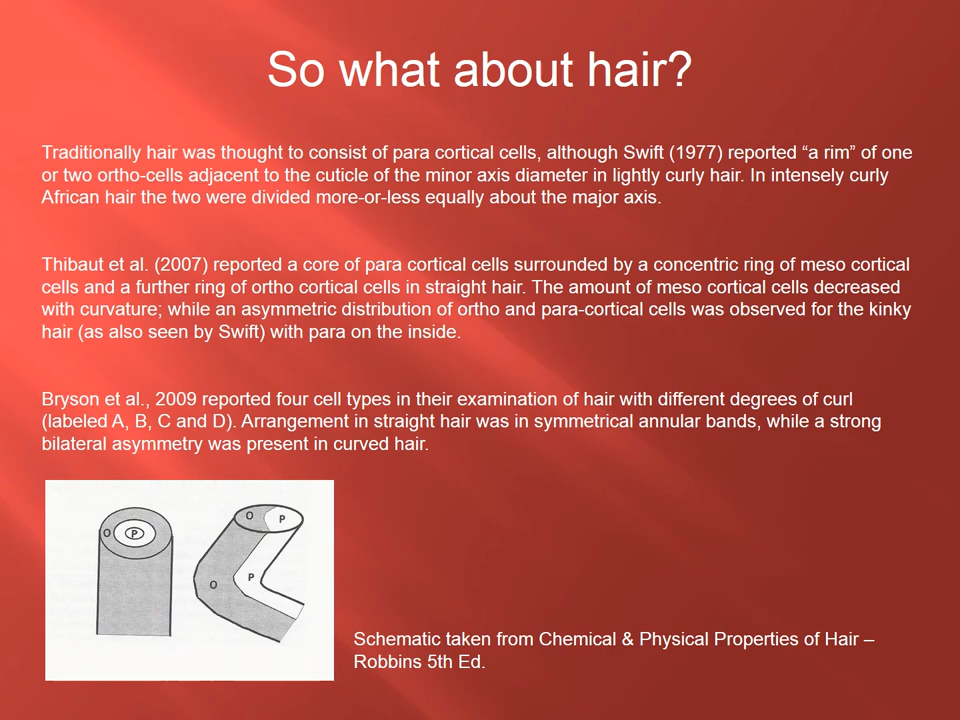 So what about hair?
Traditionally hair was thought to consist of para cortical cells, although Swift (1977) reported “a rim” of one
or two ortho-cells adjacent to the cuticle of the minor axis diameter in lightly curly hair. In intensely curly
African hair the two were divided more-or-less equally about the major axis.
Thibaut et al. (2007) reported a core of para cortical cells surrounded by a concentric ring of meso cortical
cells and a further ring of ortho cortical cells in straight hair. The amount of meso cortical cells decreased
with curvature; while an asymmetric distribution of ortho and para-cortical cells was observed for the kinky
hair (as also seen by Swift) with para on the inside.
Bryson et al., 2009 reported four cell types in their examination of hair with different degrees of curl
(labeled A, B, C and D). Arrangement in straight hair was in symmetrical annular bands, while a strong
bilateral asymmetry was present in curved hair.
O P
O P
O P
Schematic taken from Chemical & Physical Properties of Hair –
Robbins 5th Ed.